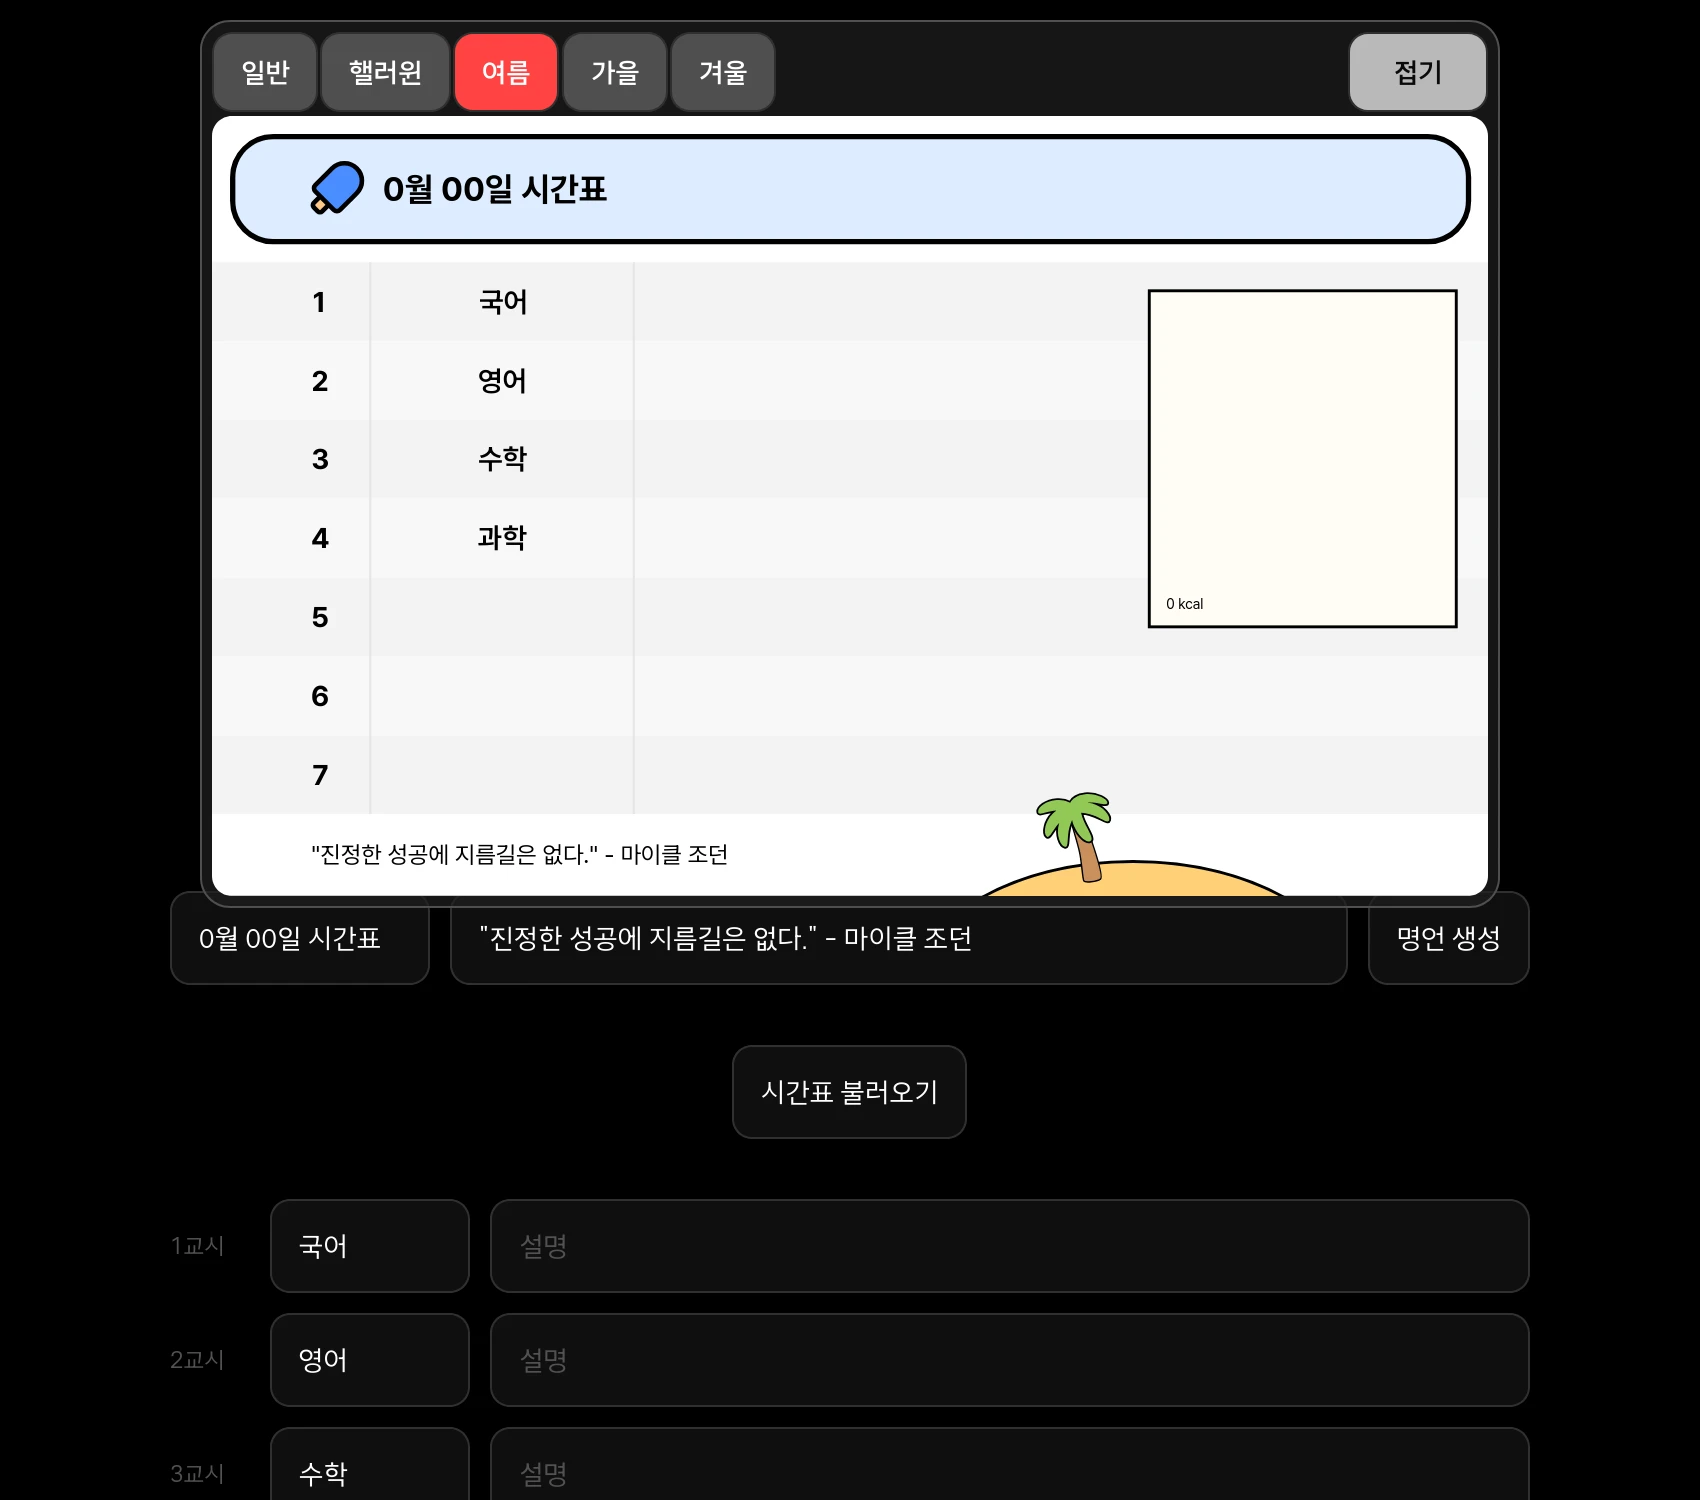 일반 핼러윈 여름 가을 겨울 접기
0월 00일 시간표
1 국어
2 영어
3 수학
4 과학
5
6
7
0 kcal
"진정한 성공에 지름길은 없다." - 마이클 조던
0월 00일 시간표 "진정한 성공에 지름길은 없다." - 마이클 조던 명언 생성
시간표 불러오기
1교시 국어 설명
2교시 영어 설명
3교시 수학 설명